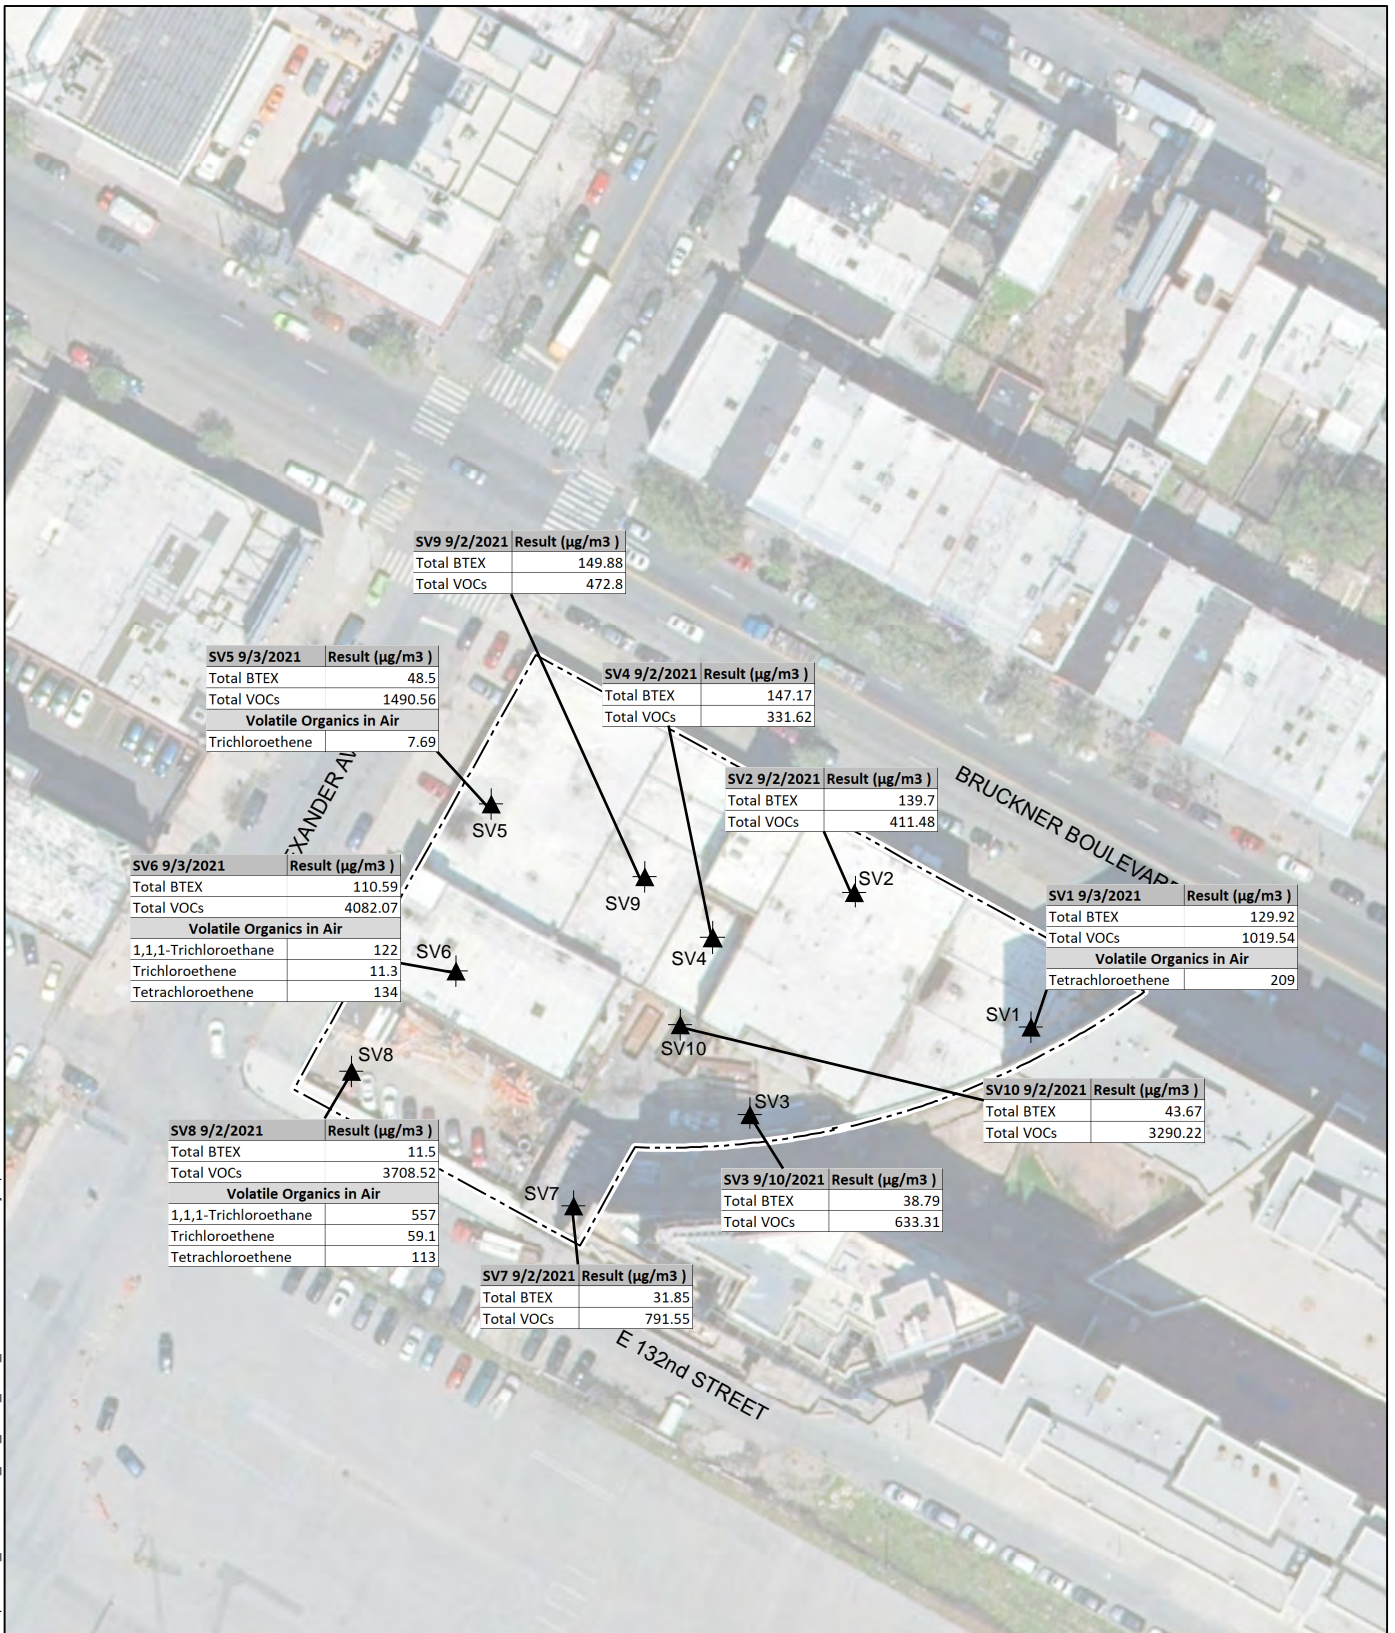 SV9 9/2/2021 Result (µg/m3 )
Total BTEX 149.88
Total VOCs 472.8
SV5 9/3/2021 Result (µg/m3 )
Total BTEX 48.5
Total VOCs 1490.56
Volatile Organics in Air
Trichloroethene 7.69
SV4 9/2/2021 Result (µg/m3 )
Total BTEX 147.17
Total VOCs 331.62
SV2 9/2/2021 Result (µg/m3 )
Total BTEX 139.7
Total VOCs 411.48
BRUCKNER BOULEVARD
XANDER AV
SV5
SV6 9/3/2021 Result (µg/m3 )
Total BTEX 110.59
Total VOCs 4082.07
Volatile Organics in Air
1,1,1-Trichloroethane 122
Trichloroethene 11.3
Tetrachloroethene 134
SV9
SV2
SV1 9/3/2021 Result (µg/m3 )
Total BTEX 129.92
Total VOCs 1019.54
Volatile Organics in Air
Tetrachloroethene 209
SV6
SV4
SV1
SV10
SV8
SV3
SV10 9/2/2021 Result (µg/m3 )
Total BTEX 43.67
Total VOCs 3290.22
SV8 9/2/2021 Result (µg/m3 )
Total BTEX 11.5
Total VOCs 3708.52
Volatile Organics in Air
1,1,1-Trichloroethane 557
Trichloroethene 59.1
Tetrachloroethene 113
SV7
SV3 9/10/2021 Result (µg/m3 )
Total BTEX 38.79
Total VOCs 633.31
SV7 9/2/2021 Result (µg/m3 )
Total BTEX 31.85
Total VOCs 791.55
E 132nd STREET